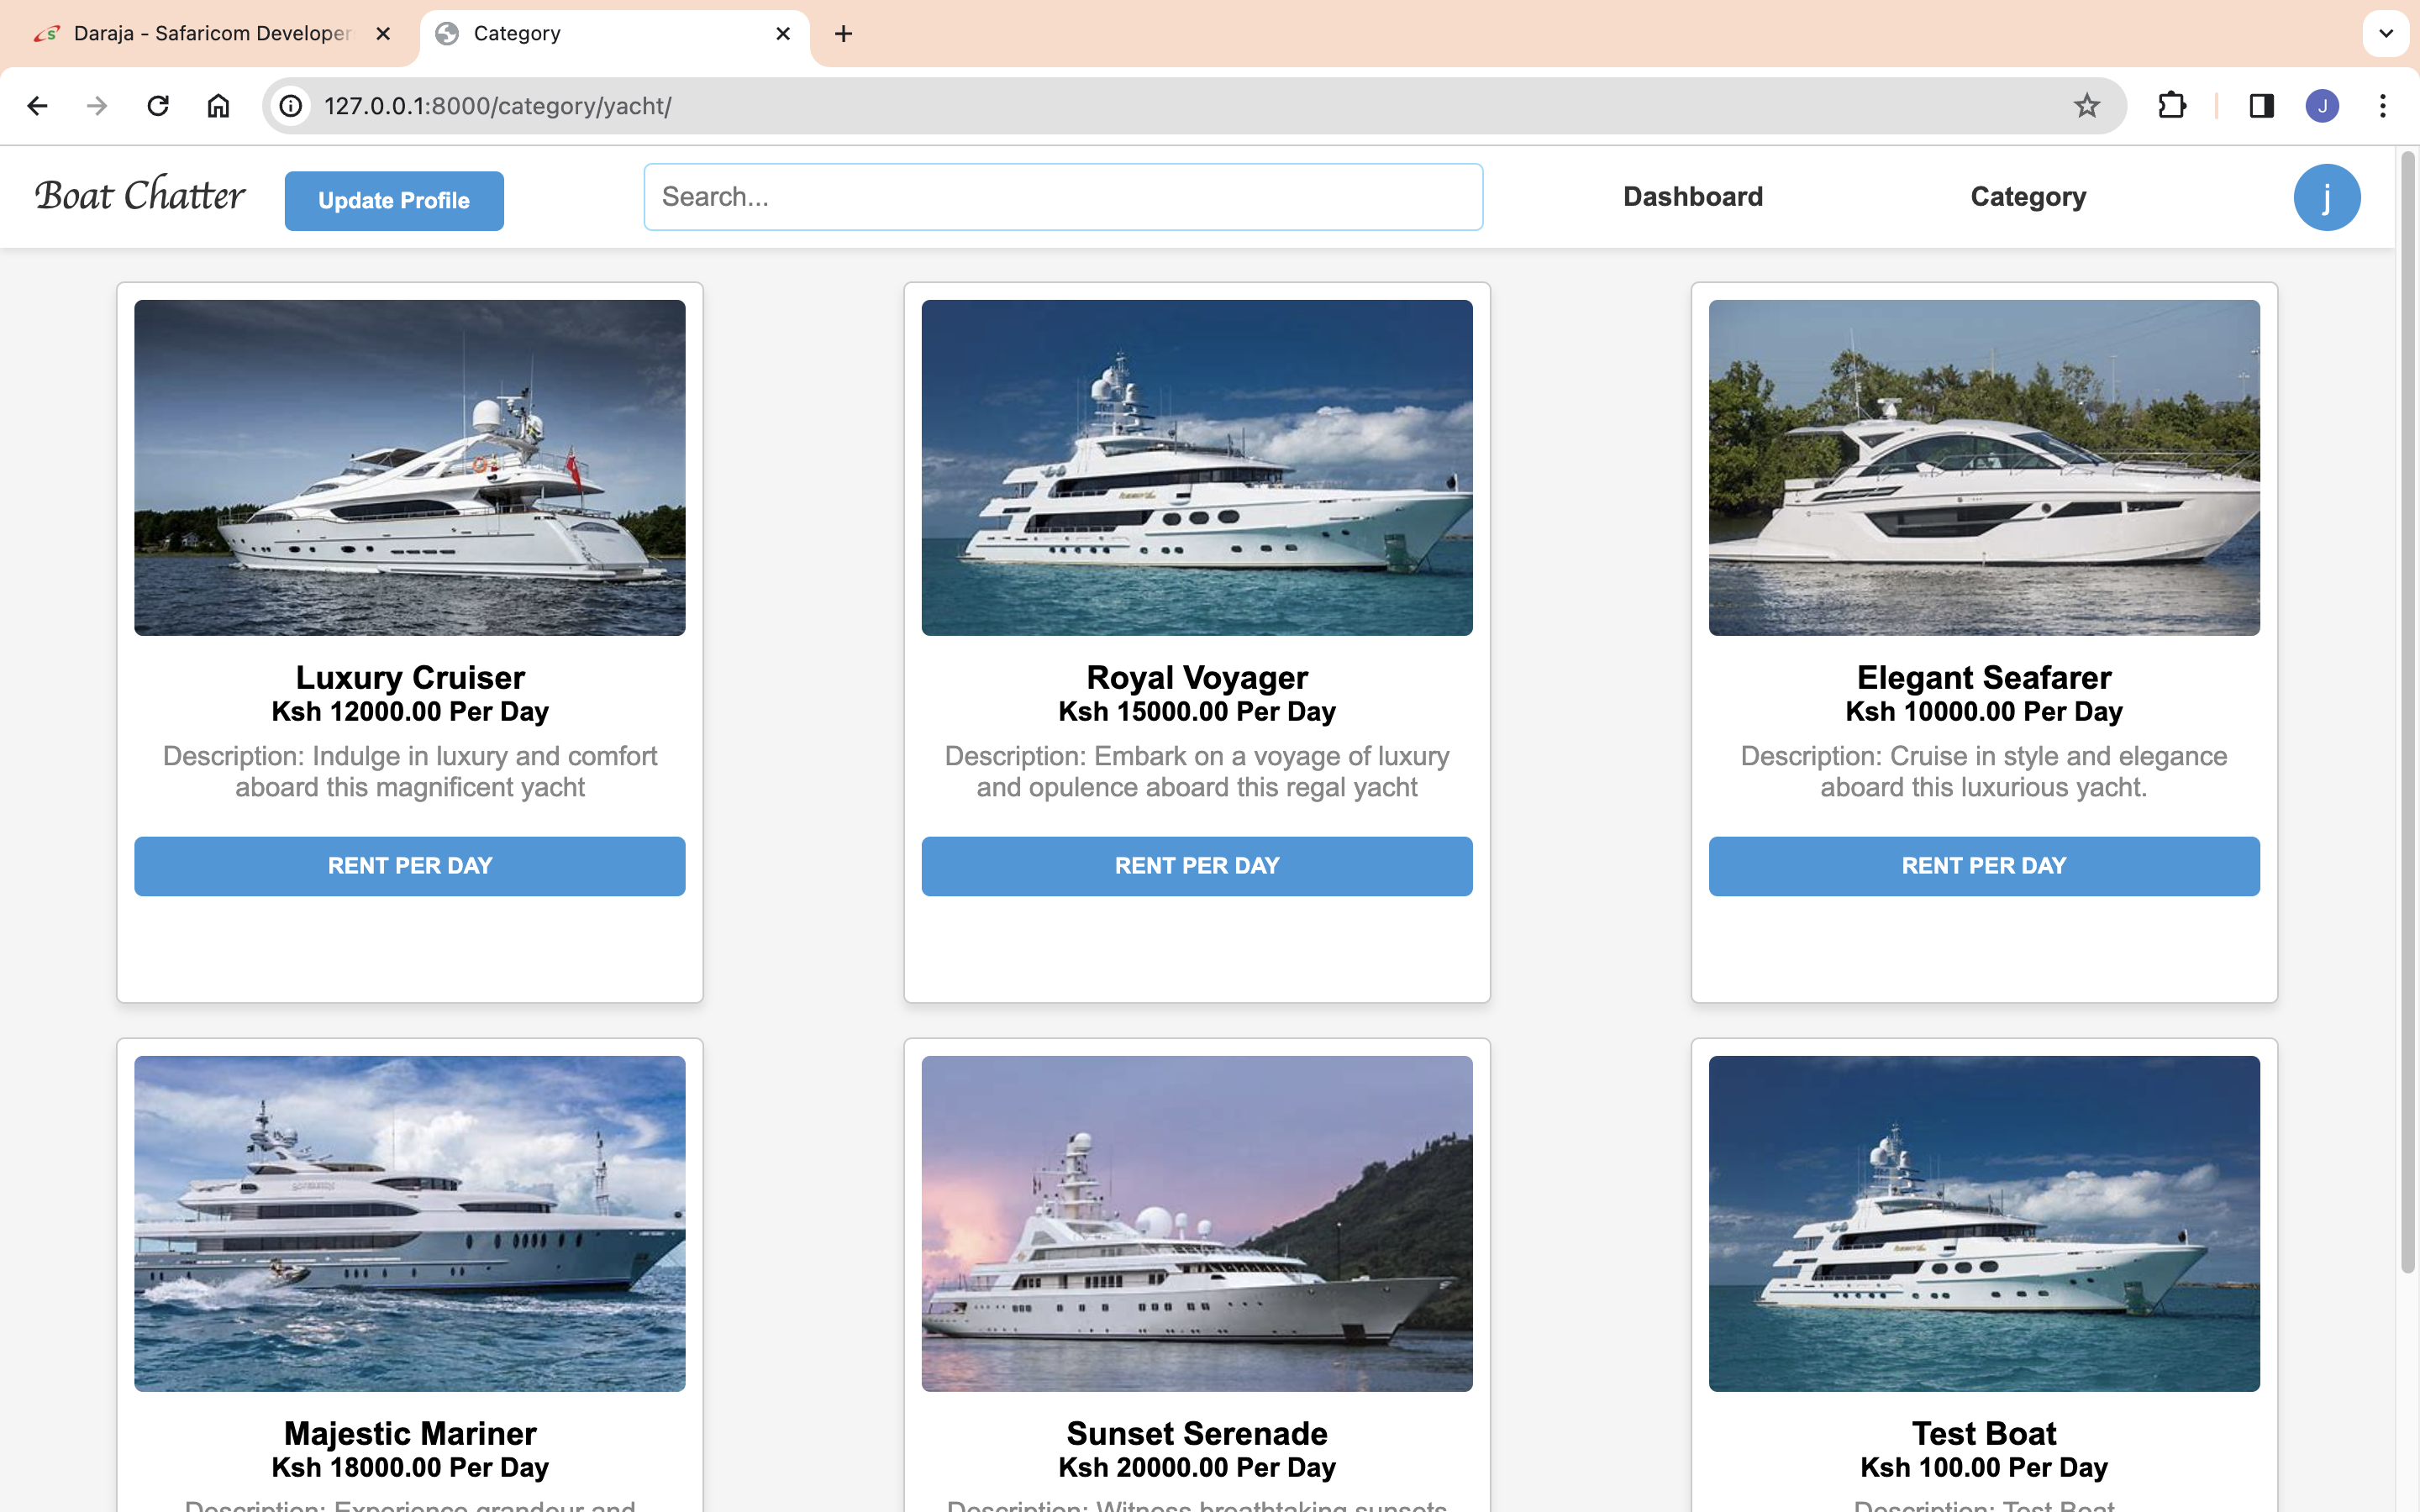 Daraja - Safaricom Developer
Category
127.0.0.1:8000/category/yacht/
J
Boat Chatter
Update Profile
Search...
Dashboard
Category
j
Luxury Cruiser
Ksh 12000.00 Per Day
Description: Indulge in luxury and comfort
aboard this magnificent yacht
RENT PER DAY
Royal Voyager
Ksh 15000.00 Per Day
Description: Embark on a voyage of luxury
and opulence aboard this regal yacht
RENT PER DAY
Elegant Seafarer
Ksh 10000.00 Per Day
Description: Cruise in style and elegance
aboard this luxurious yacht.
RENT PER DAY
Majestic Mariner
Ksh 18000.00 Per Day
Description: Experience grandeur and
Sunset Serenade
Ksh 20000.00 Per Day
Description: Witness breathtaking sunsets
Test Boat
Ksh 100.00 Per Day
Description: Test Boat